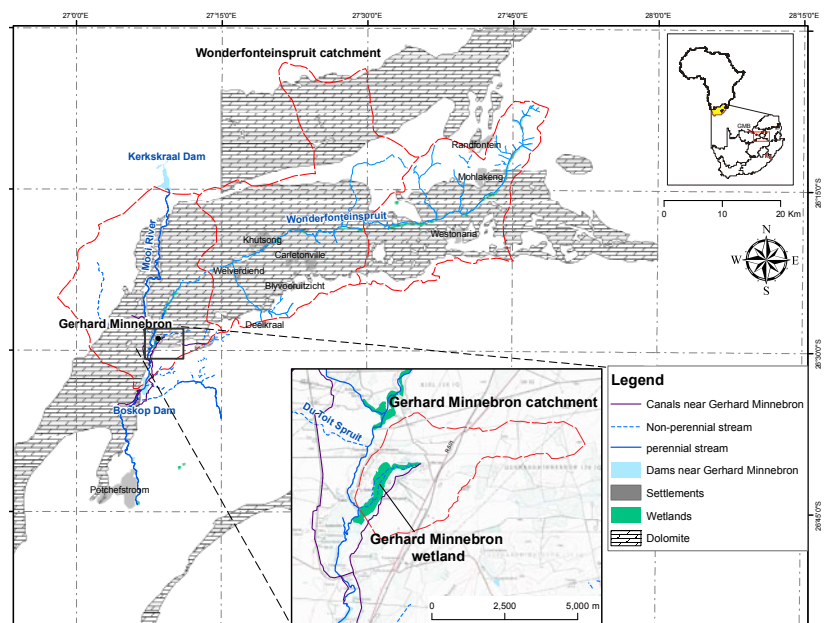 27°0'0"E
27°15'0"E
27°30'0"E
27°45'0"E
28°0'0"E
28°15'0"E
Wonderfonteinspruit catchment
GMB
Kerkskraal Dam
Randfontein
Mohlakeng
26°15'0"S
0
10
20
Km
Wonderfonteinspruit
Mooi River
Khutsong
Westonaria
Carletonville
Welverdiend
Blyvooruitzicht
N
W
E
S
Gerhard Minnebron
Deelkraal
26°30'0"S
Boskop Dam
Potchefstroom
26°45'0"S
Gerhard Minnebron catchment
Du-Toit Spruit
Gerhard Minnebron
wetland
0
2,500
5,000 m
Legend
Canals near Gerhard Minnebron
Non-perennial stream
perennial stream
Dams near Gerhard Minnebron
Settlements
Wetlands
Dolomite